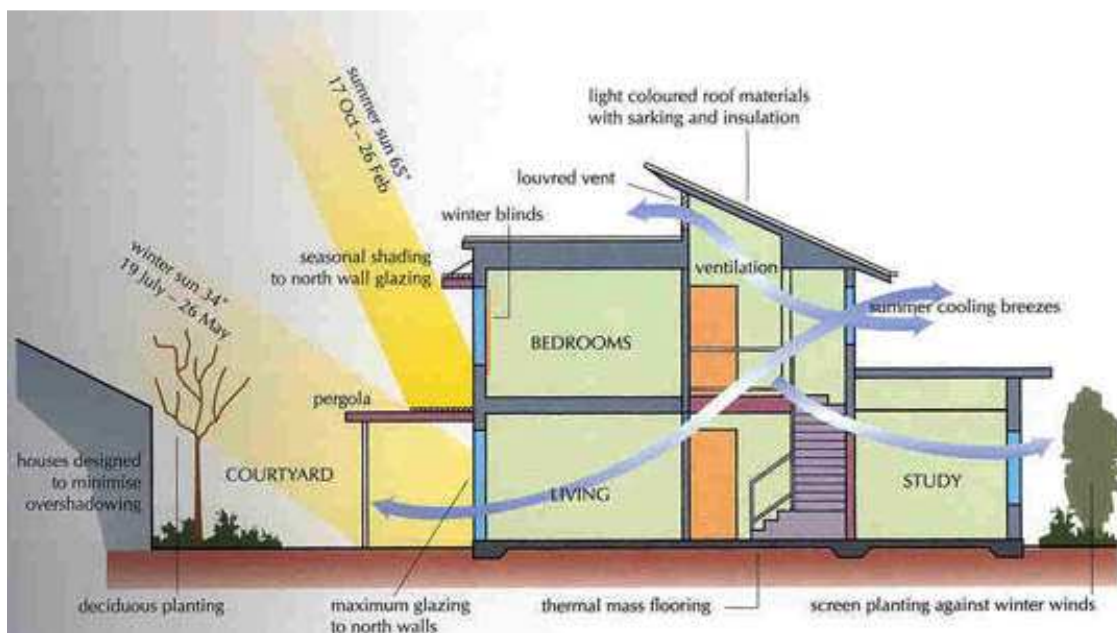 summer sun 65°
17 Oct – 26 Feb
winter sun 34°
19 July – 26 May
light coloured roof materials
with sarking and insulation
louvred vent
winter blinds
seasonal shading
to north wall glazing
ventilation
summer cooling breezes
BEDROOMS
pergola
houses designed
to minimise
overshadowing
COURTYARD
LIVING
STUDY
deciduous planting
maximum glazing
to north walls
thermal mass flooring
screen planting against winter winds